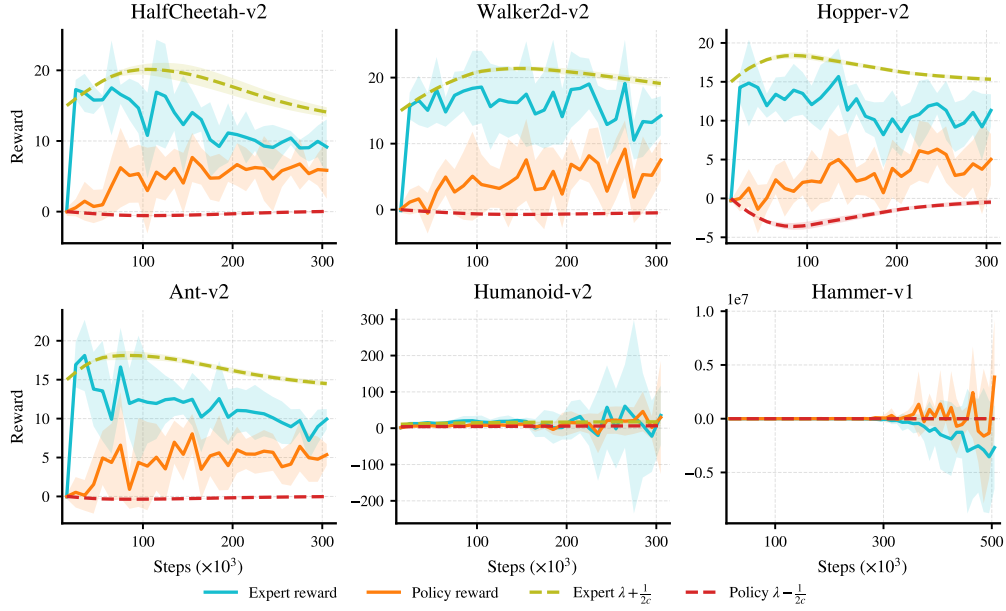 HalfCheetah-v2
Walker2d-v2
Hopper-v2
Reward
20
10
0
100
200
300
20
10
0
100
200
300
20
15
10
5
0
−5
100
200
300
Ant-v2
Humanoid-v2
Hammer-v1
Reward
20
15
10
5
0
100
200
300
Steps (×10³)
300
200
100
0
−100
−200
100
200
300
Steps (×10³)
1e7
1.0
0.5
0.0
−0.5
100
300
500
Steps (×10³)
Expert reward
Policy reward
Expert λ + 1/2c
Policy λ − 1/2c